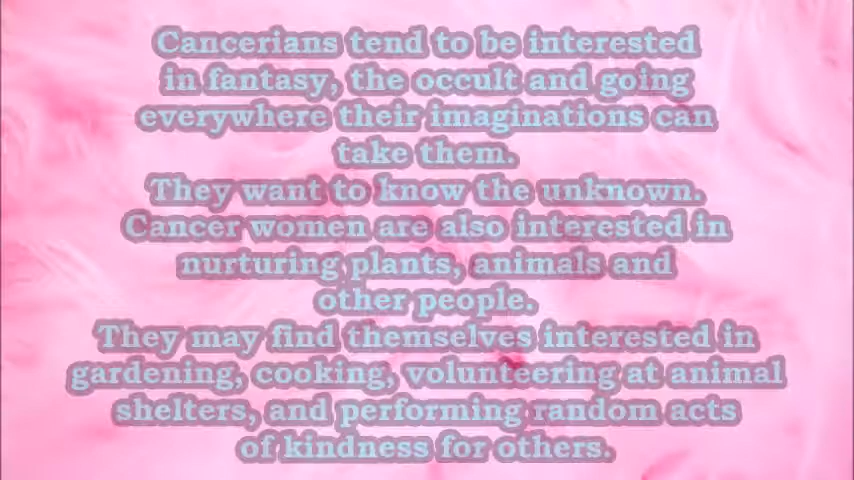 Cancerians tend to be interested
in fantasy, the occult and going
everywhere their imaginations can
take them.
They want to know the unknown.
Cancer women are also interested in
nurturing plants, animals and
other people.
They may find themselves interested in
gardening, cooking, volunteering at animal
shelters, and performing random acts
of kindness for others.